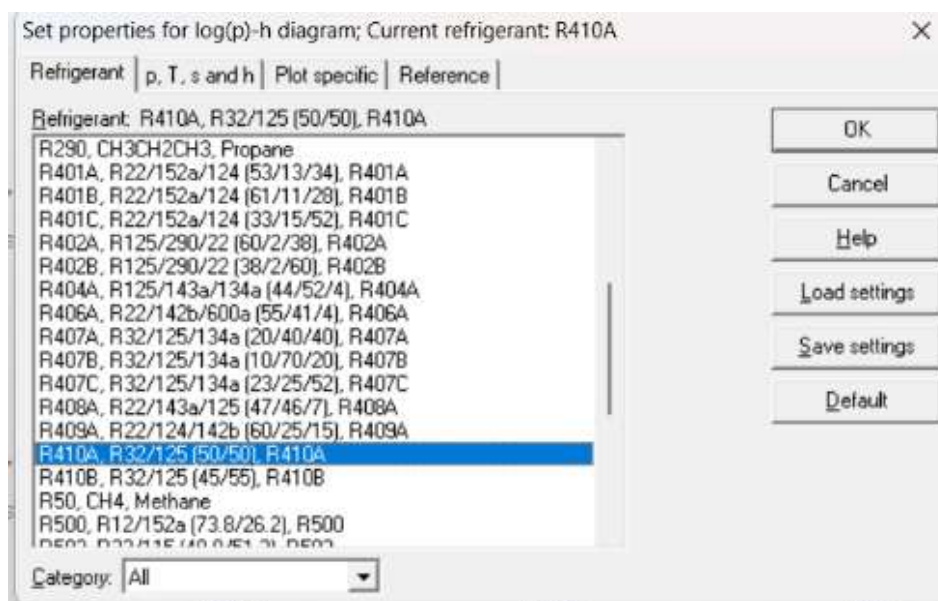 Set properties for log(p)-h diagram; Current refrigerant: R410A
Refrigerant p, T, s and h Plot specific Reference
Refrigerant: R410A, R32/125 (50/50), R410A
R290, CH3CH2CH3, Propane
R401A, R22/152a/124 (53/13/34), R401A
R401B, R22/152a/124 (61/11/28), R401B
R401C, R22/152a/124 (33/15/52), R401C
R402A, R125/290/22 (60/2/38), R402A
R402B, R125/290/22 (38/2/60), R402B
R404A, R125/143a/134a (44/52/4), R404A
R406A, R22/142b/600a (55/41/4), R406A
R407A, R32/125/134a (20/40/40), R407A
R407B, R32/125/134a (10/70/20), R407B
R407C, R32/125/134a (23/25/52), R407C
R408A, R22/143a/125 (47/46/7), R408A
R409A, R22/124/142b (60/25/15), R409A
R410A, R32/125 (50/50), R410A
R410B, R32/125 (45/55), R410B
R50, CH4, Methane
R500, R12/152a (73.8/26.2), R500
Category: All
OK
Cancel
Help
Load settings
Save settings
Default